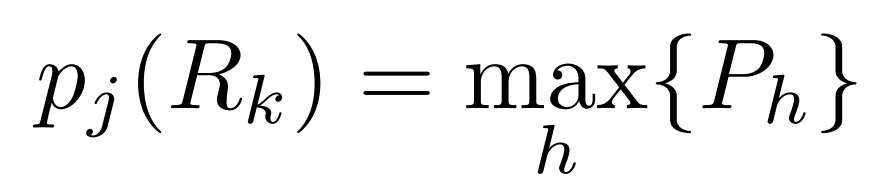 p_j(R_k) = \max_h\{P_h\}